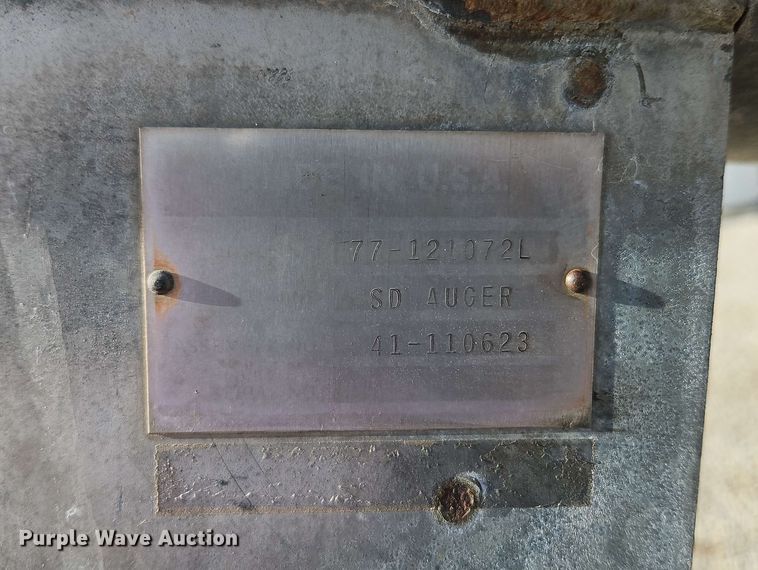 U.S.A.
77-121072L
SD AUGER
41-110623
Purple Wave Auction